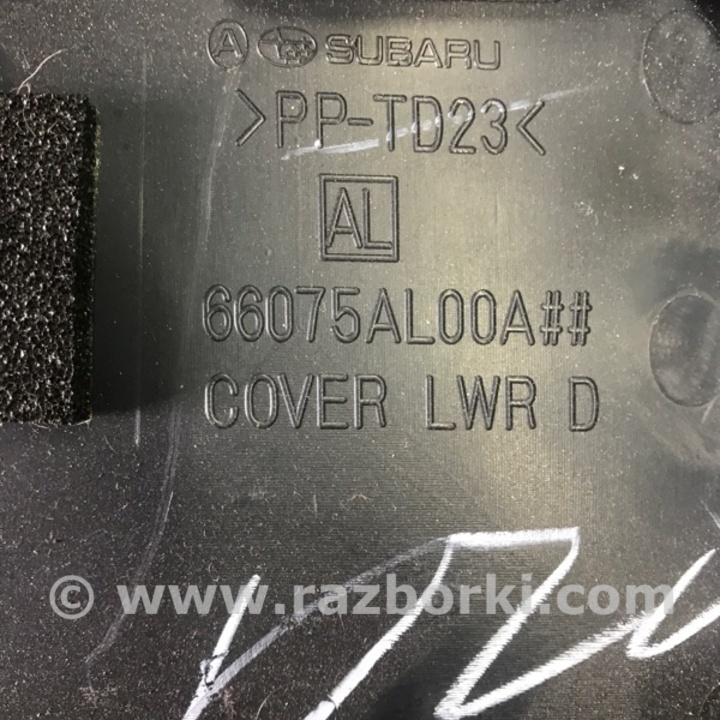 A SUBARU
>PP-TD23<
AL
66075AL00A##
COVER LWR D
© www.razborki.com